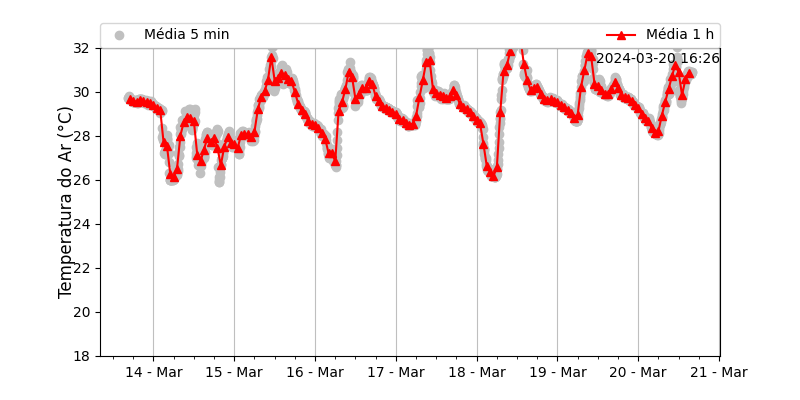 Média 5 min
Média 1 h
2024-03-20 16:26
Temperatura do Ar (°C)
32
30
28
26
24
22
20
18
14 - Mar
15 - Mar
16 - Mar
17 - Mar
18 - Mar
19 - Mar
20 - Mar
21 - Mar